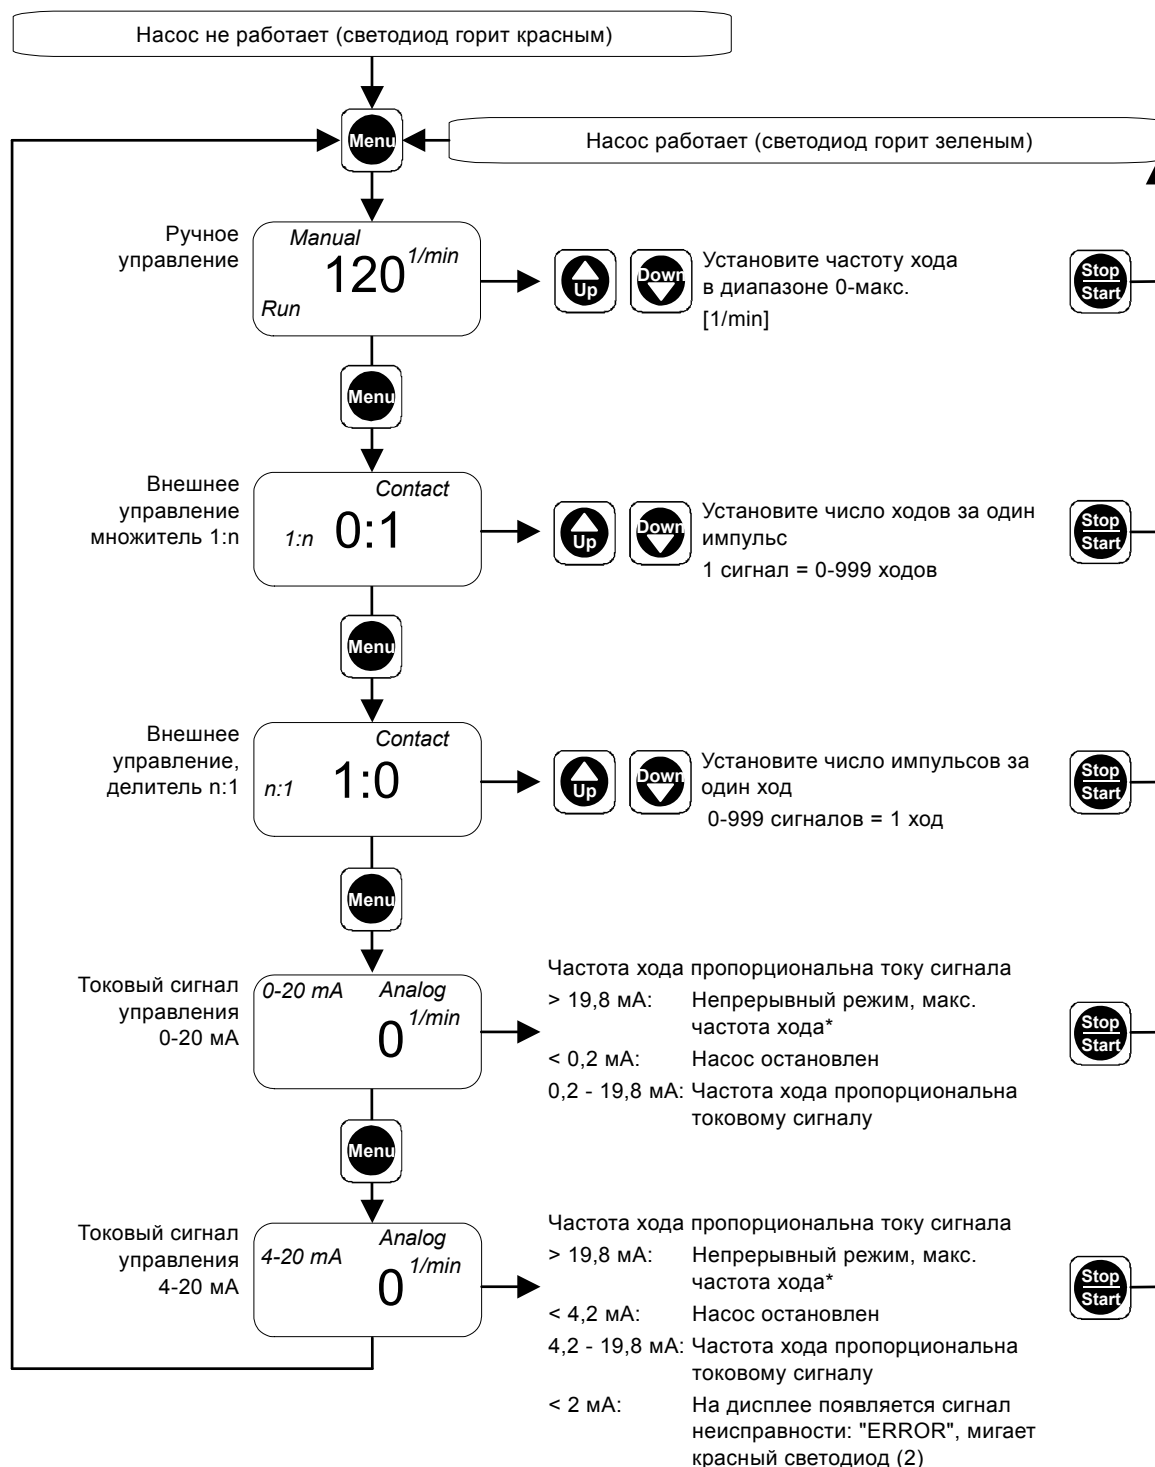 Насос не работает (светодиод горит красным)
Menu
Насос работает (светодиод горит зеленым)
Ручное
управление
Manual
120 1/min
Run
Up
Down
Установите частоту хода
в диапазоне 0-макс.
[1/min]
Stop
Start
Menu
Внешнее
управление
множитель 1:n
Contact
1:n 0:1
Up
Down
Установите число ходов за один
импульс
1 сигнал = 0-999 ходов
Stop
Start
Menu
Внешнее
управление,
делитель n:1
Contact
n:1 1:0
Up
Down
Установите число импульсов за
один ход
0-999 сигналов = 1 ход
Stop
Start
Menu
Токовый сигнал
управления
0-20 мА
0-20 mA Analog
0 1/min
Частота хода пропорциональна току сигнала
> 19,8 мА: Непрерывный режим, макс.
частота хода*
< 0,2 мА: Насос остановлен
0,2 - 19,8 мА: Частота хода пропорциональна
токовому сигналу
Stop
Start
Menu
Токовый сигнал
управления
4-20 мА
Analog
4-20 mA
0 1/min
Частота хода пропорциональна току сигнала
> 19,8 мА: Непрерывный режим, макс.
частота хода*
< 4,2 мА: Насос остановлен
4,2 - 19,8 мА: Частота хода пропорциональна
токовому сигналу
< 2 мА: На дисплее появляется сигнал
неисправности: "ERROR", мигает
красный светодиод (2)
Stop
Start